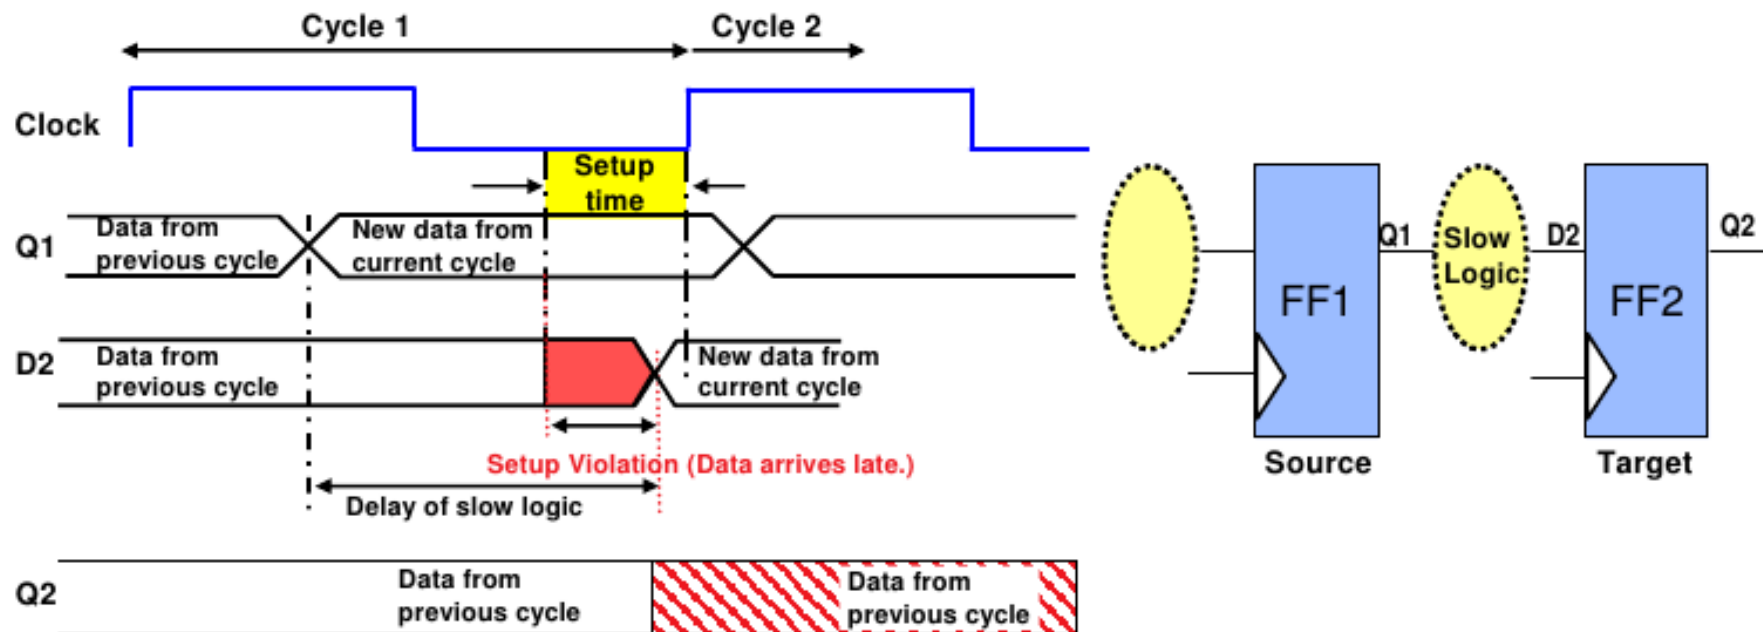 Cycle 1
Cycle 2
Clock
Setup
time
Q1
Data from
previous cycle
New data from
current cycle
D2
Data from
previous cycle
New data from
current cycle
Setup Violation (Data arrives late.)
Delay of slow logic
Q2
Data from
previous cycle
Data from
previous cycle
FF1
Source
Q1
Slow
Logic
D2
FF2
Target
Q2